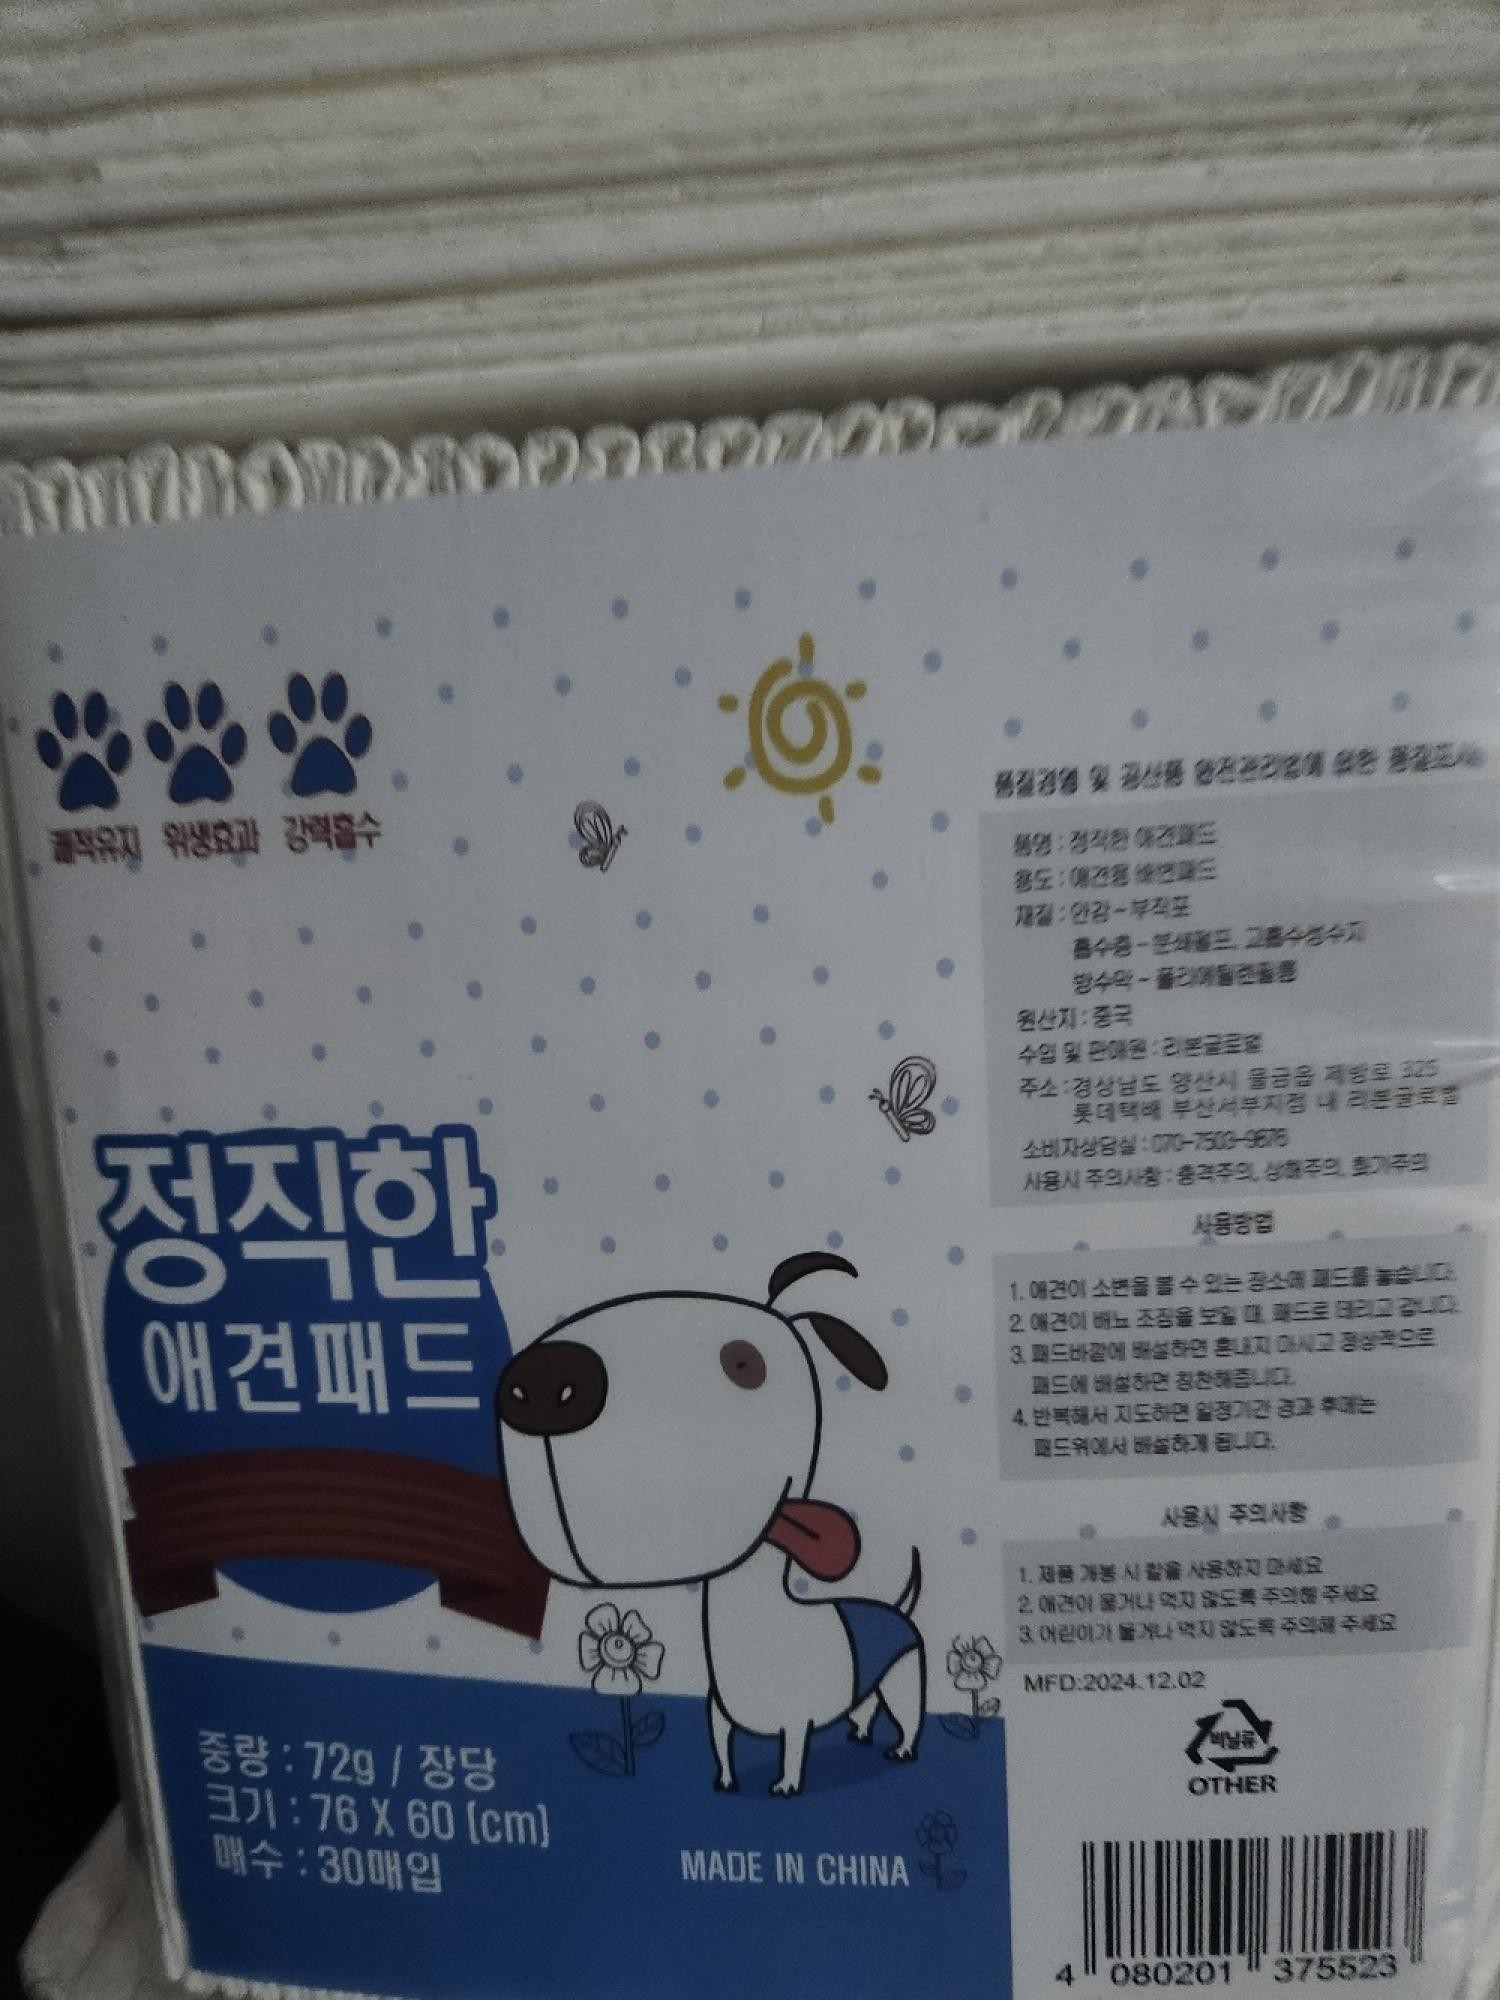 쾌적유지 위생효과 강력흡수
정직한
애견패드
중량 : 72g / 장당
크기 : 76 X 60 (cm)
매수 : 30매입
MADE IN CHINA
품질경영 및 공산품 안전관리법에 의한 품질표시
품명 : 정직한 애견패드
용도 : 애견용 배변패드
재질 : 안감 - 부직포
흡수층 - 분쇄펄프, 고흡수성수지
방수막 - 폴리에틸렌필름
원산지 : 중국
수입 및 판매원 : 리본글로벌
주소 : 경상남도 양산시 물금읍 제방로 325
롯데택배 부산서부지점 내 리본글로벌
소비자상담실 : 070-7503-9676
사용시 주의사항 : 충격주의, 상해주의, 화기주의
사용방법
1. 애견이 소변을 볼 수 있는 장소에 패드를 놓습니다.
2. 애견이 배뇨 조짐을 보일 때, 패드로 데리고 갑니다.
3. 패드바깥에 배설하면 혼내지 마시고 정상적으로
패드에 배설하면 칭찬해줍니다.
4. 반복해서 지도하면 일정기간 경과 후에는
패드위에서 배설하게 됩니다.
사용시 주의사항
1. 제품 개봉 시 칼을 사용하지 마세요
2. 애견이 물거나 먹지 않도록 주의해 주세요
3. 어린이가 물거나 먹지 않도록 주의해 주세요
MFD:2024.12.02
비닐류
OTHER
4 080201 375523